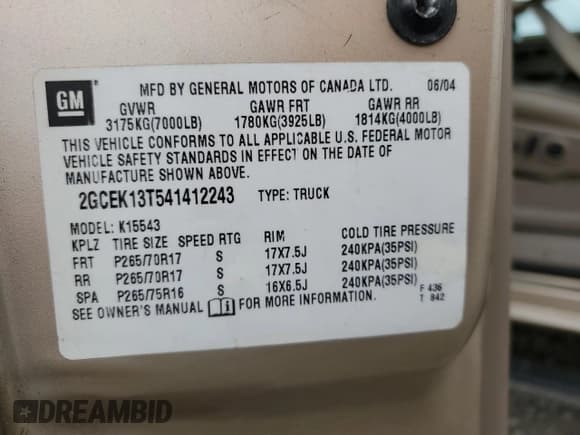 GM
MFD BY GENERAL MOTORS OF CANADA LTD. 06/04
GVWR GAWR FRT GAWR RR
3175KG(7000LB) 1780KG(3925LB) 1814KG(4000LB)
THIS VEHICLE CONFORMS TO ALL APPLICABLE U.S. FEDERAL MOTOR
VEHICLE SAFETY STANDARDS IN EFFECT ON THE DATE OF
MANUFACTURE SHOWN ABOVE.
2GCEK13T541412243 TYPE: TRUCK
MODEL: K15543
KPLZ TIRE SIZE SPEED RTG RIM COLD TIRE PRESSURE
FRT P265/70R17 S 17X7.5J 240KPA(35PSI)
RR P265/70R17 S 17X7.5J 240KPA(35PSI)
SPA P265/75R16 S 16X6.5J 240KPA(35PSI)
SEE OWNER'S MANUAL FOR MORE INFORMATION.
F 436
T 842
DREAMBID